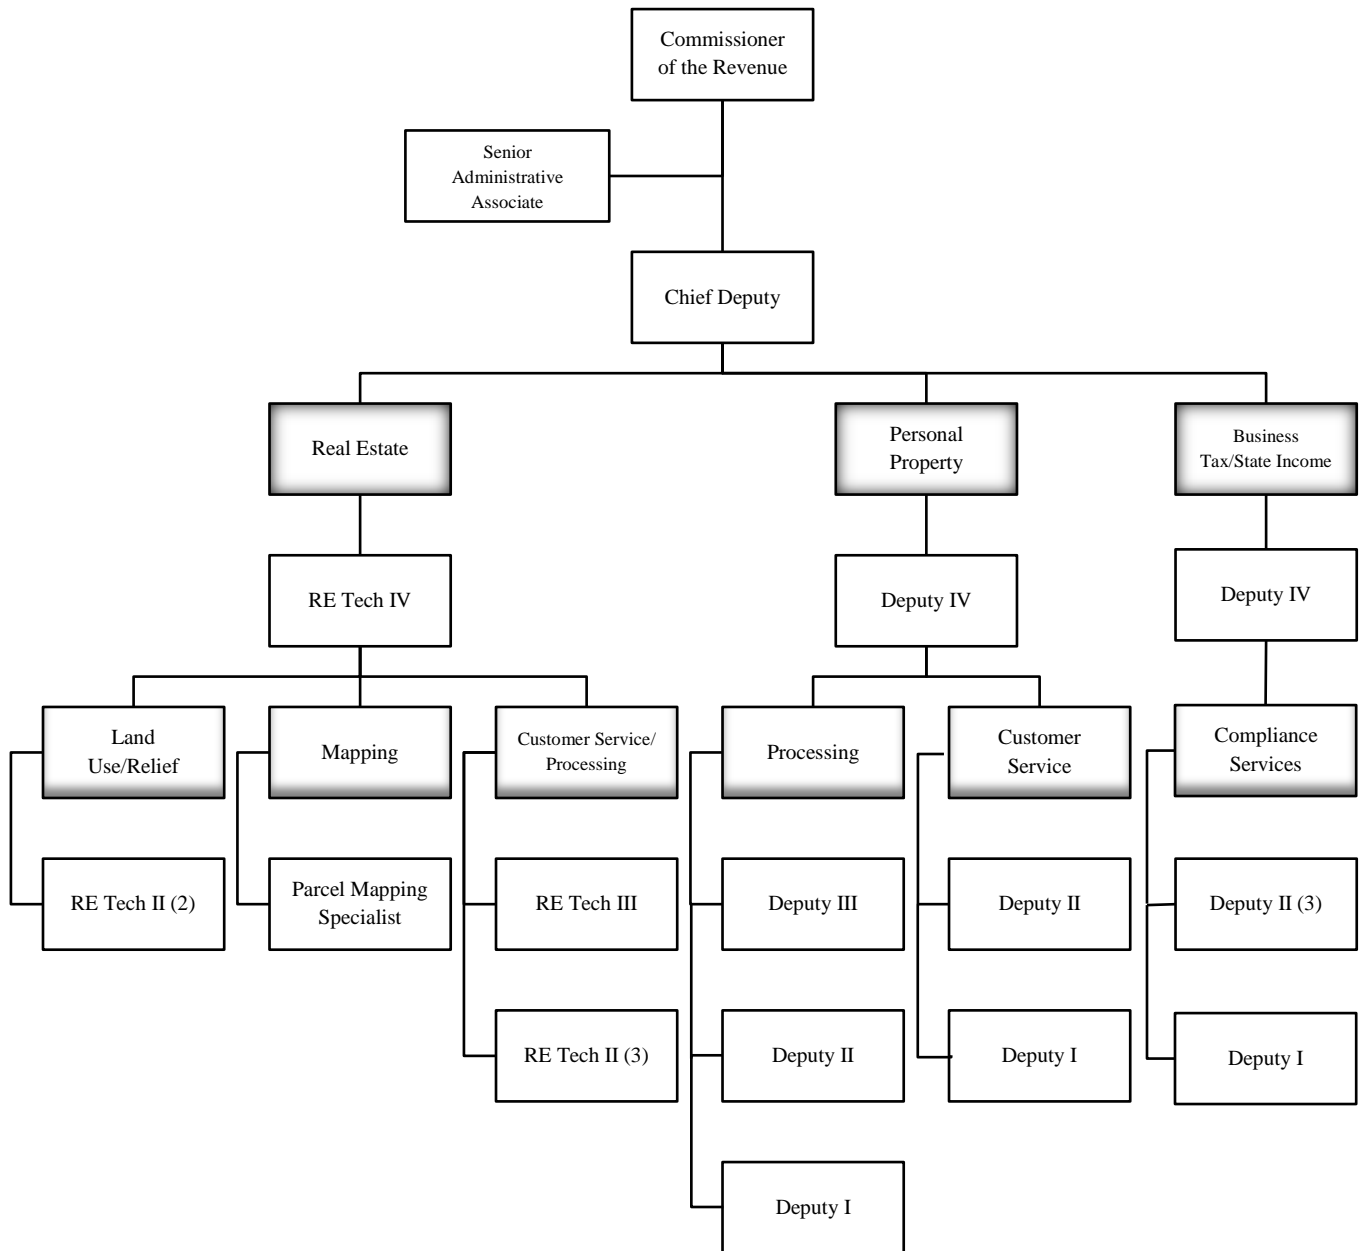 Commissioner
of the Revenue
Senior
Administrative
Associate
Chief Deputy
Real Estate
Personal
Property
Business
Tax/State Income
RE Tech IV
Deputy IV
Deputy IV
Land
Use/Relief
Mapping
Customer Service/
Processing
Processing
Customer
Service
Compliance
Services
RE Tech II (2)
Parcel Mapping
Specialist
RE Tech III
Deputy III
Deputy II
Deputy II (3)
RE Tech II (3)
Deputy II
Deputy I
Deputy I
Deputy I